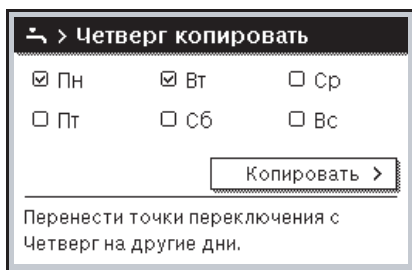 > Четверг копировать
Пн Вт Ср
Пт Сб Вс
Копировать >
Перенести точки переключения с
Четверг на другие дни.